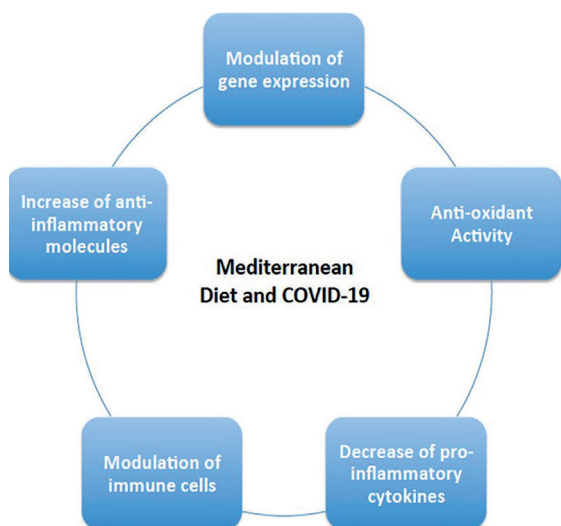 Modulation of
gene expression
Anti-oxidant
Activity
Decrease of pro-
inflammatory
cytokines
Modulation of
immune cells
Increase of anti-
inflammatory
molecules
Mediterranean
Diet and COVID-19